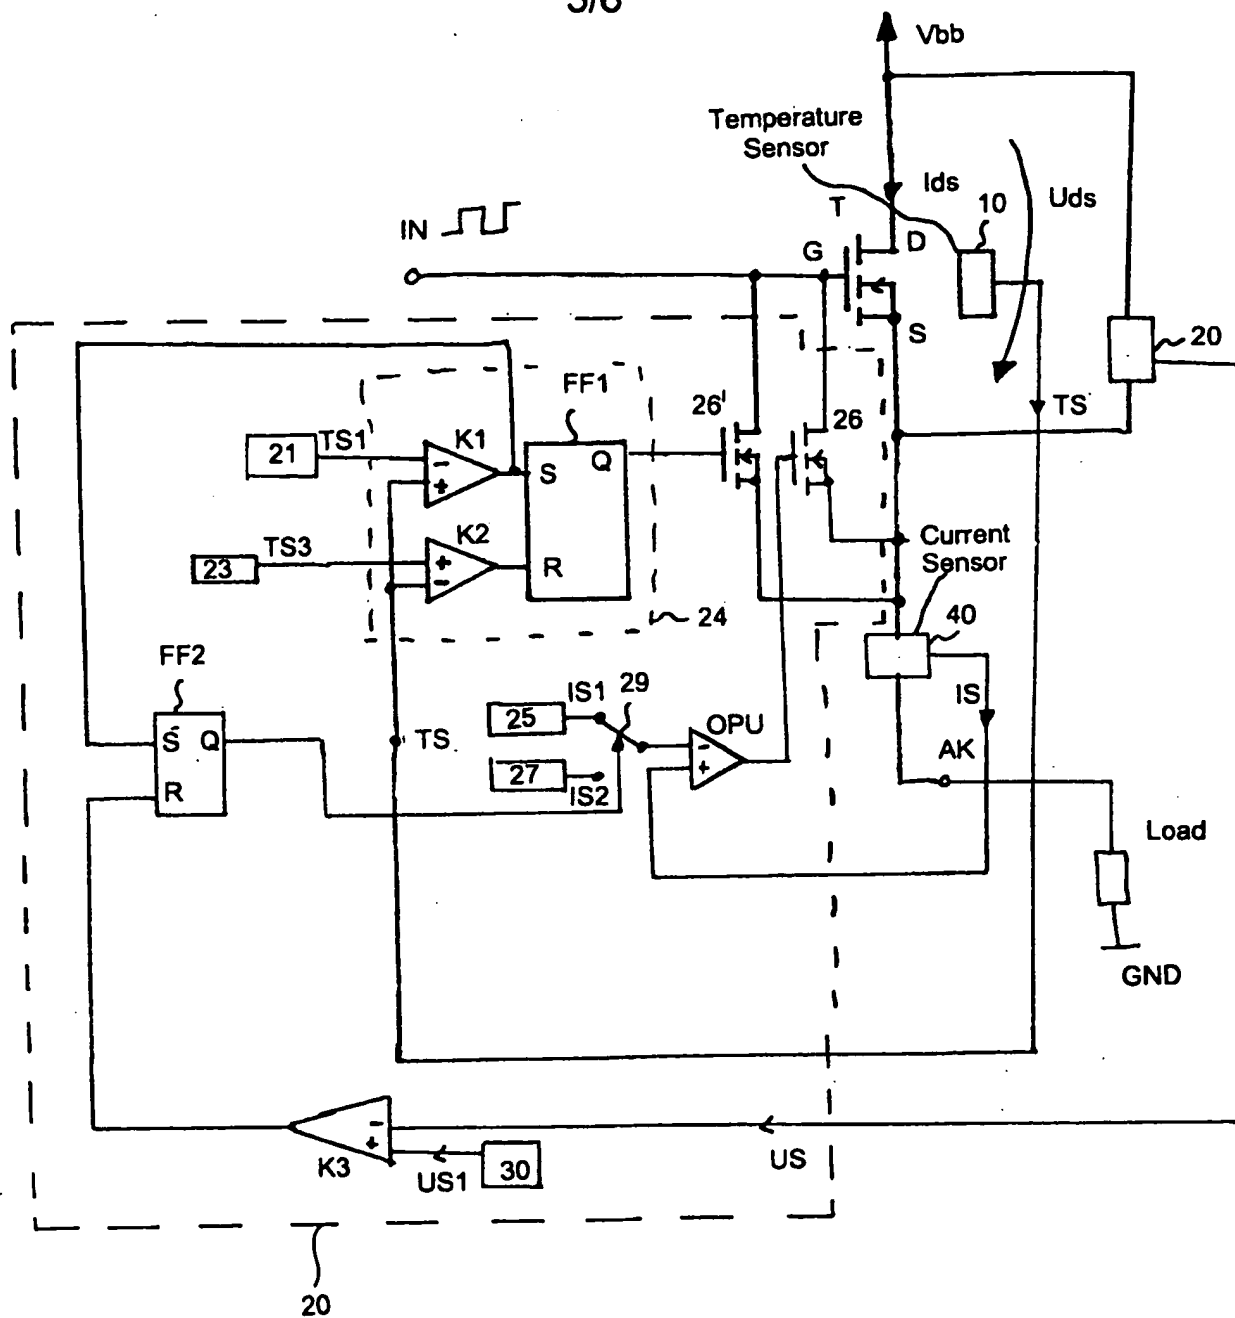 Vbb
Temperature
Sensor
Ids
Uds
10
T
IN
G
D
S
20
TS
FF1
26'
26
21
TS1
K1
S
Q
K2
TS3
23
R
24
Current
Sensor
40
FF2
IS1
29
25
OPU
IS
S
Q
TS
AK
27
IS2
R
Load
GND
K3
US1
30
US
20
-
+
+
-
-
+
-
+